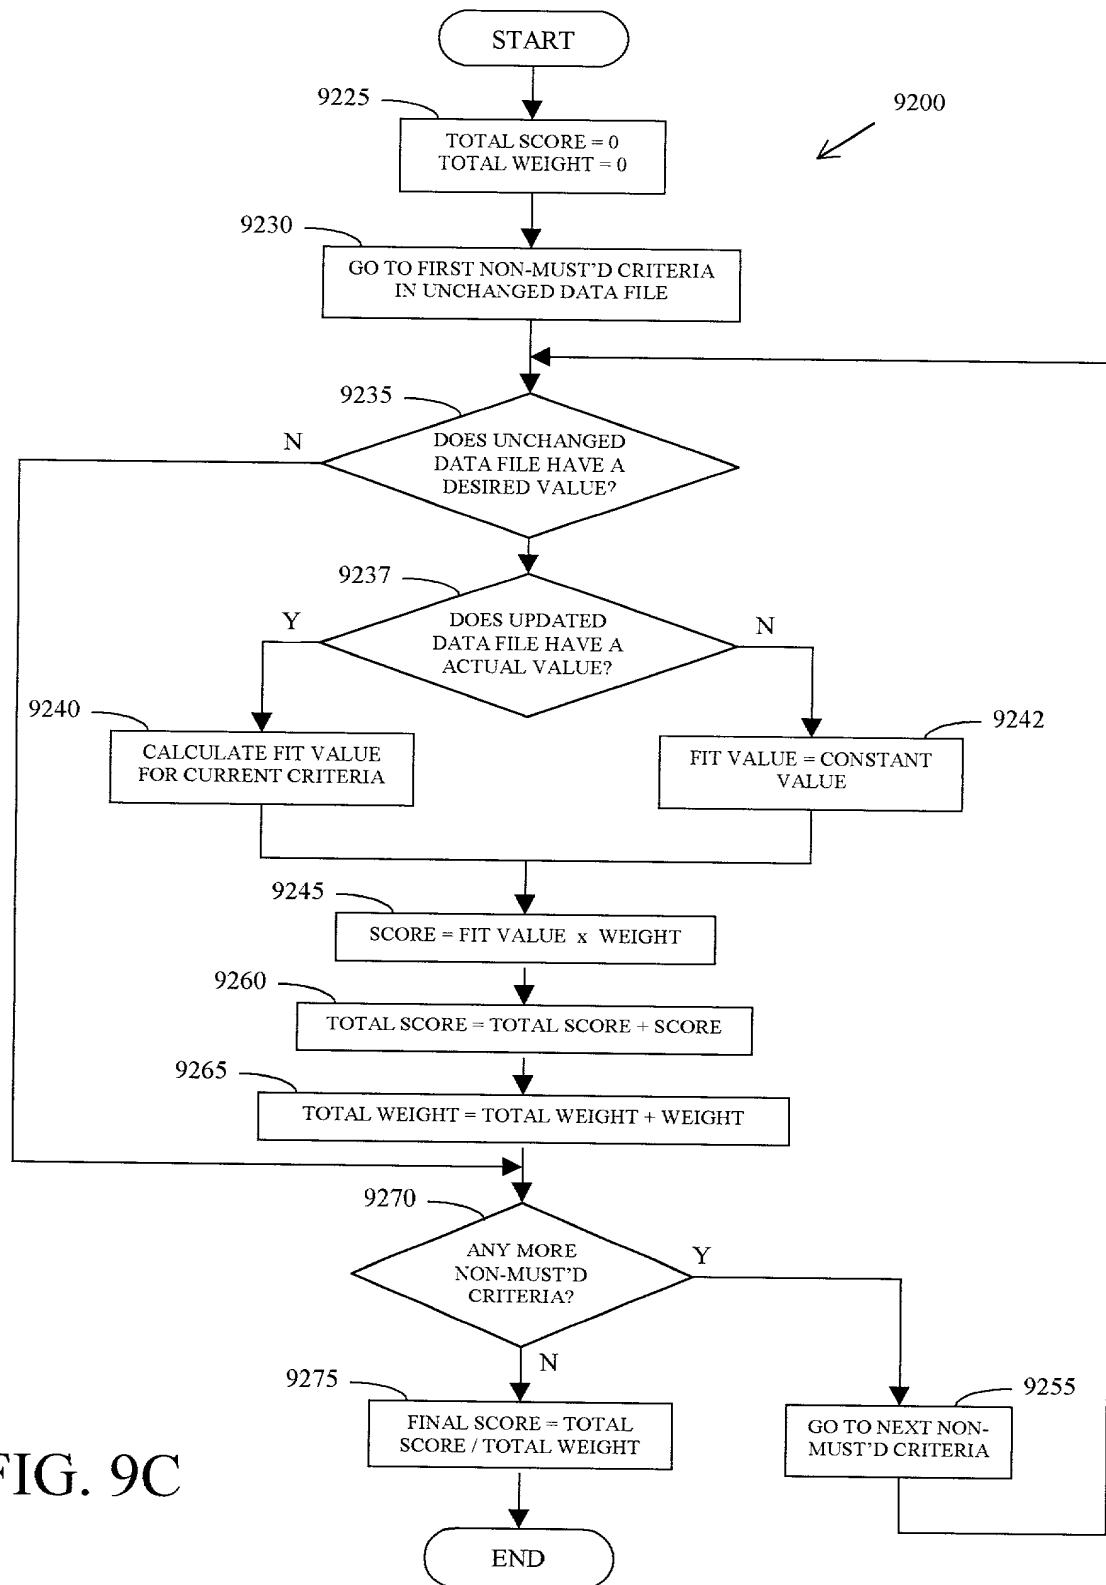 START
9225
9200
TOTAL SCORE = 0
TOTAL WEIGHT = 0
9230
GO TO FIRST NON-MUST'D CRITERIA
IN UNCHANGED DATA FILE
9235
N
DOES UNCHANGED
DATA FILE HAVE A
DESIRED VALUE?
9237
Y
DOES UPDATED
DATA FILE HAVE A
ACTUAL VALUE?
N
9240
CALCULATE FIT VALUE
FOR CURRENT CRITERIA
9242
FIT VALUE = CONSTANT
VALUE
9245
SCORE = FIT VALUE x WEIGHT
9260
TOTAL SCORE = TOTAL SCORE + SCORE
9265
TOTAL WEIGHT = TOTAL WEIGHT + WEIGHT
9270
ANY MORE
NON-MUST'D
CRITERIA?
Y
N
9275
FINAL SCORE = TOTAL
SCORE / TOTAL WEIGHT
9255
GO TO NEXT NON-
MUST'D CRITERIA
FIG. 9C
END